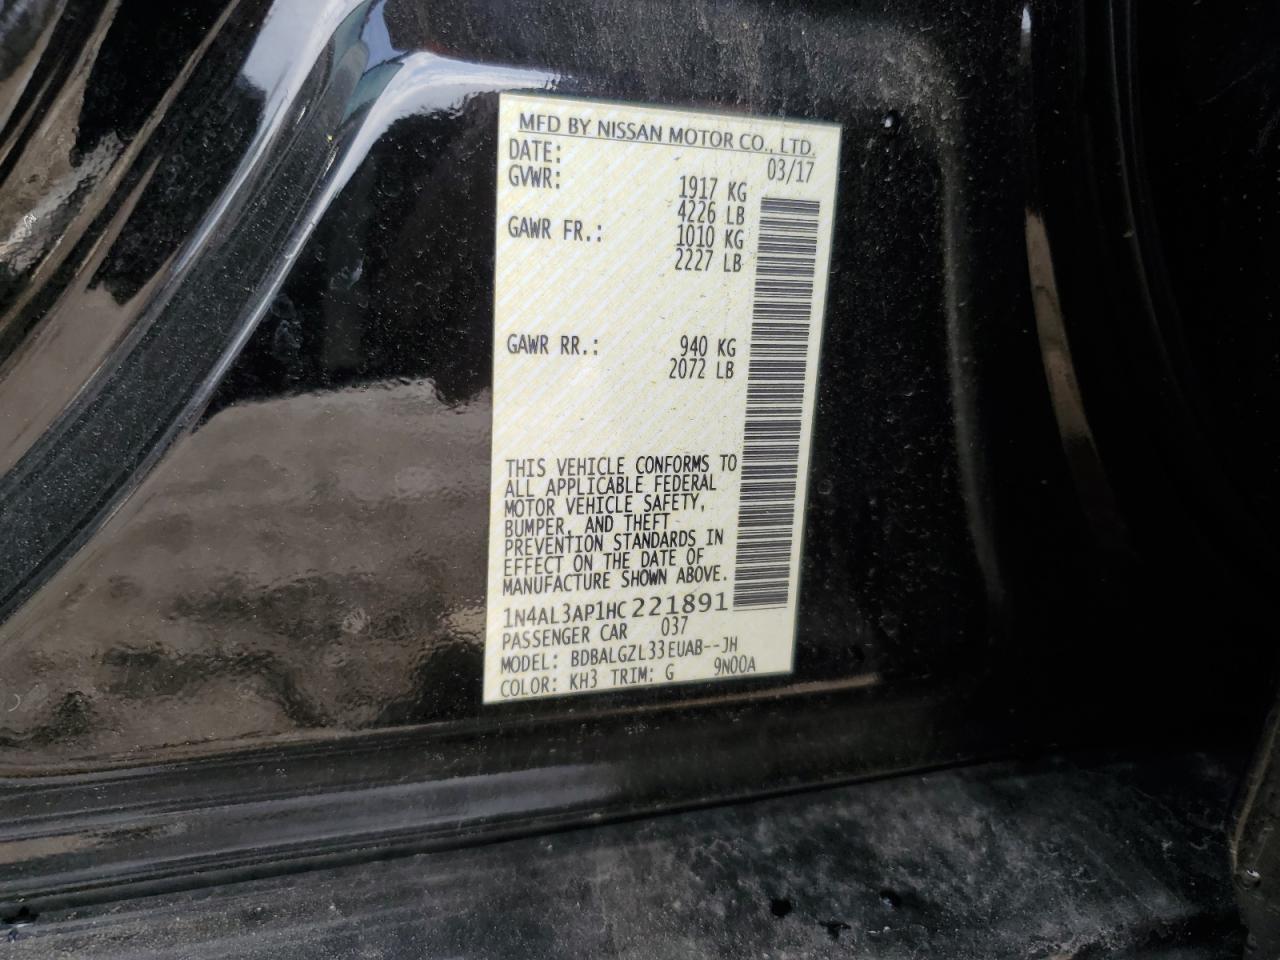 MFD BY NISSAN MOTOR CO., LTD.
DATE: 03/17
GVWR: 1917 KG
4226 LB
GAWR FR.: 1010 KG
2227 LB
GAWR RR.: 940 KG
2072 LB
THIS VEHICLE CONFORMS TO
ALL APPLICABLE FEDERAL
MOTOR VEHICLE SAFETY,
BUMPER, AND THEFT
PREVENTION STANDARDS IN
EFFECT ON THE DATE OF
MANUFACTURE SHOWN ABOVE.
1N4AL3AP1HC221891
PASSENGER CAR 037
MODEL: BDBALGZL33EUAB--JH
COLOR: KH3 TRIM: G 9N00A